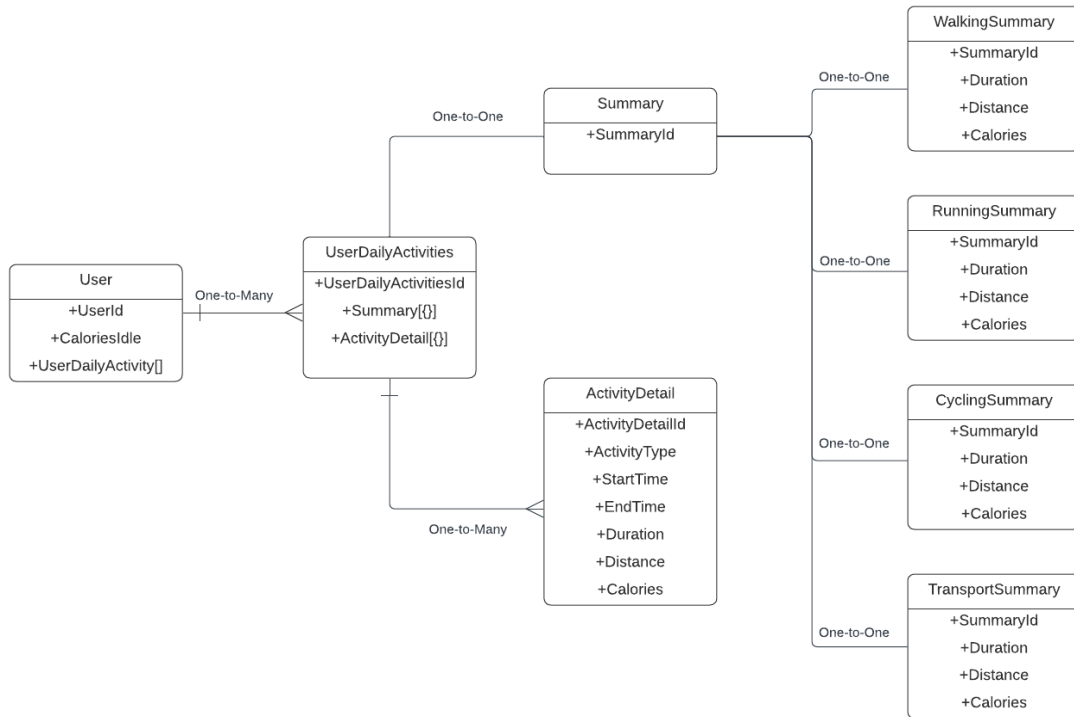 WalkingSummary
+SummaryId
+Duration
+Distance
+Calories
One-to-One
Summary
+SummaryId
One-to-One
RunningSummary
+SummaryId
+Duration
+Distance
+Calories
One-to-One
UserDailyActivities
+UserDailyActivitiesId
+Summary[{}]
+ActivityDetail[{}]
User
+UserId
+CaloriesIdle
+UserDailyActivity[]
One-to-Many
ActivityDetail
+ActivityDetailId
+ActivityType
+StartTime
+EndTime
+Duration
+Distance
+Calories
One-to-Many
CyclingSummary
+SummaryId
+Duration
+Distance
+Calories
One-to-One
TransportSummary
+SummaryId
+Duration
+Distance
+Calories
One-to-One